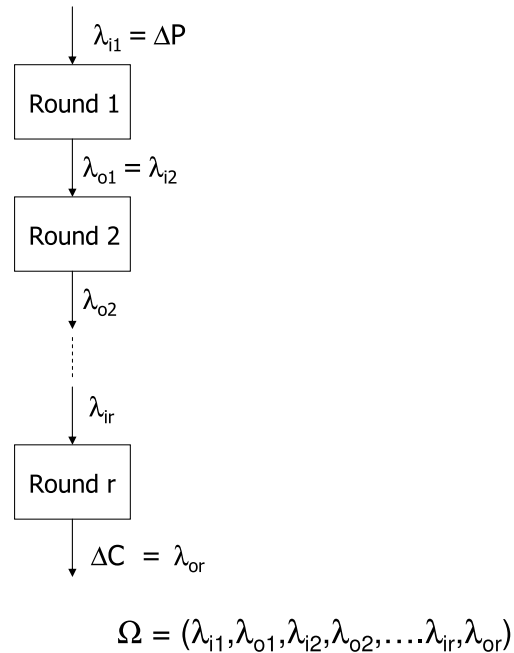 λi1 = ΔP
Round 1
λo1 = λi2
Round 2
λo2
λir
Round r
ΔC = λor
Ω = (λi1,λo1,λi2,λo2,….λir,λor)